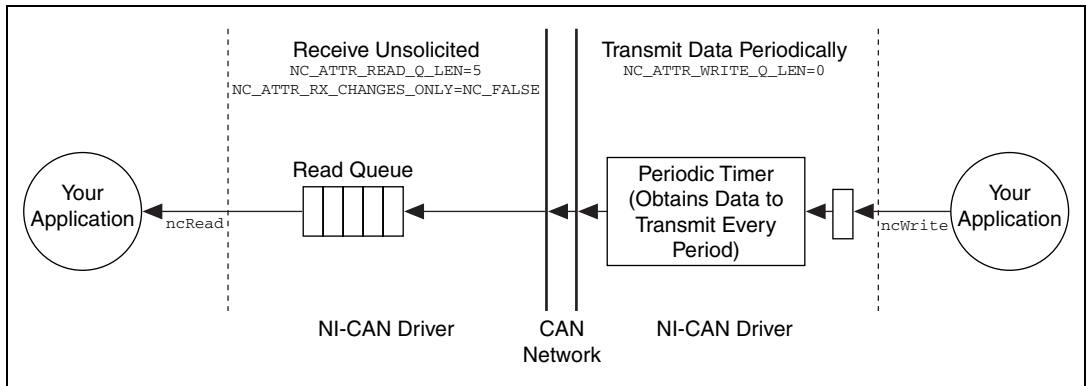 Receive Unsolicited
NC_ATTR_READ_Q_LEN=5
NC_ATTR_RX_CHANGES_ONLY=NC_FALSE
Transmit Data Periodically
NC_ATTR_WRITE_Q_LEN=0
Your
Application
ncRead
Read Queue
Periodic Timer
(Obtains Data to
Transmit Every
Period)
ncWrite
Your
Application
NI-CAN Driver
CAN
Network
NI-CAN Driver